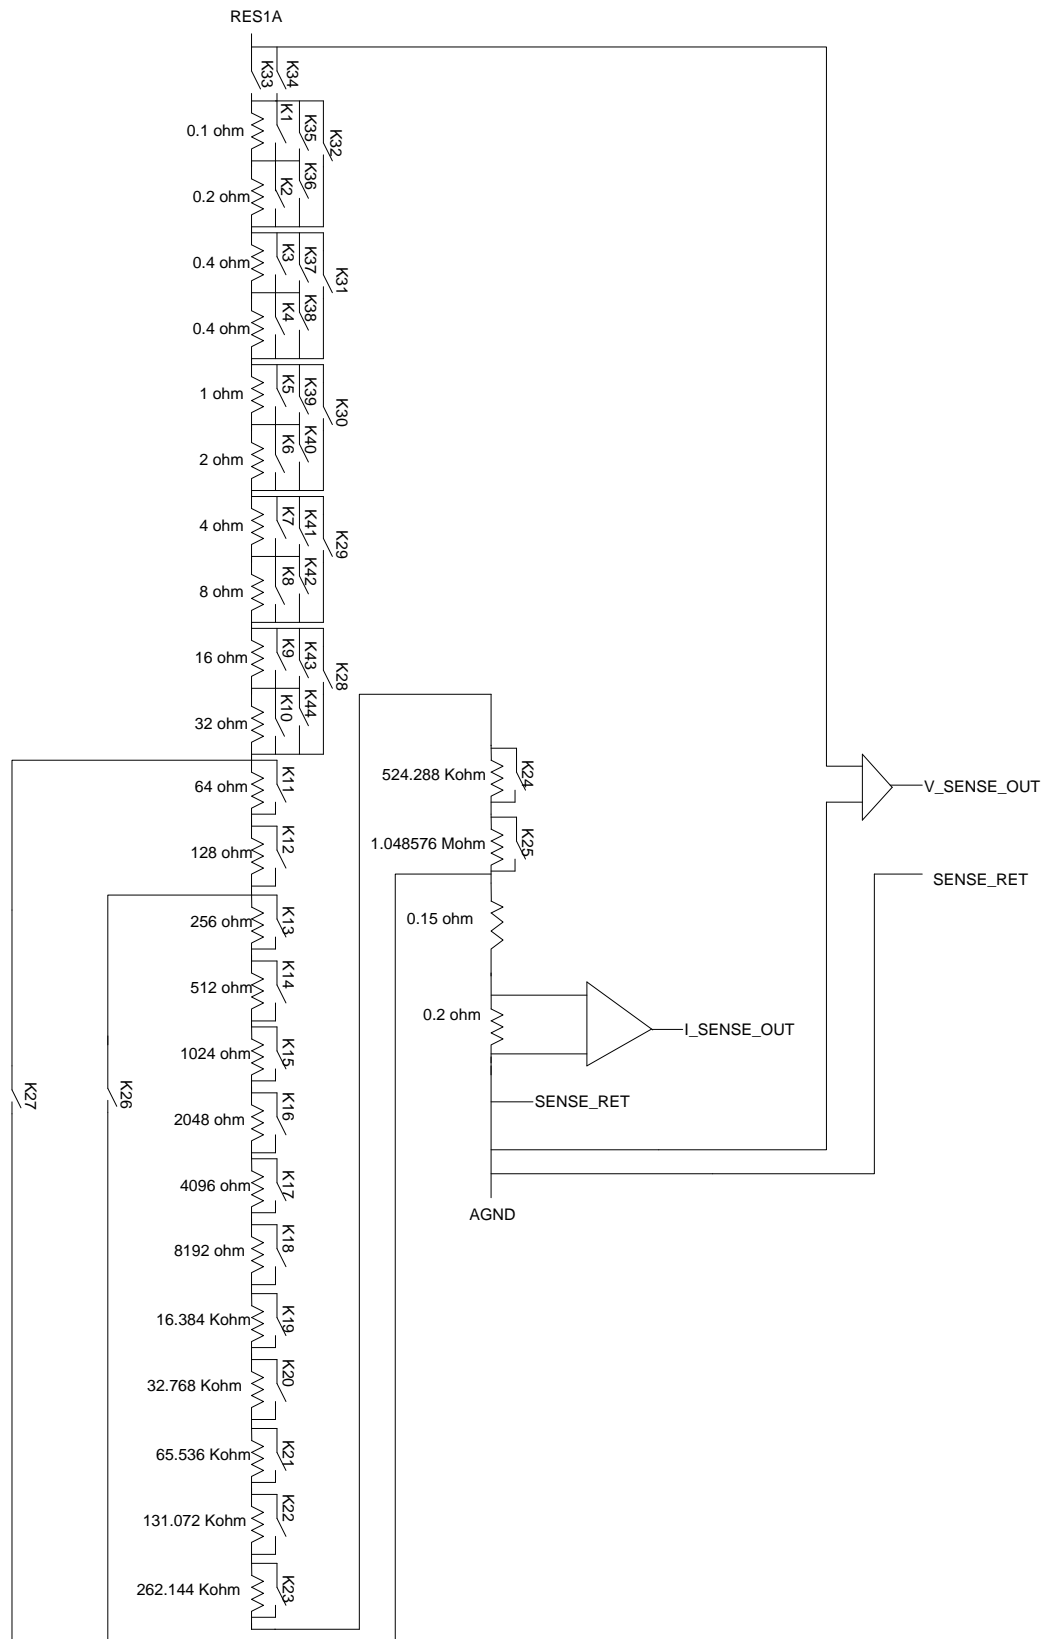 RES1A
K33
K34
0.1 ohm
K1
K35
K32
0.2 ohm
K2
K36
0.4 ohm
K3
K37
K31
0.4 ohm
K4
K38
1 ohm
K5
K39
K30
2 ohm
K6
K40
4 ohm
K7
K41
K29
8 ohm
K8
K42
16 ohm
K9
K43
K28
32 ohm
K10
K44
64 ohm
K11
128 ohm
K12
256 ohm
K13
512 ohm
K14
1024 ohm
K15
2048 ohm
K16
4096 ohm
K17
8192 ohm
K18
16.384 Kohm
K19
32.768 Kohm
K20
65.536 Kohm
K21
131.072 Kohm
K22
262.144 Kohm
K23
K27
K26
524.288 Kohm
K24
1.048576 Mohm
K25
0.15 ohm
0.2 ohm
I_SENSE_OUT
SENSE_RET
AGND
V_SENSE_OUT
SENSE_RET